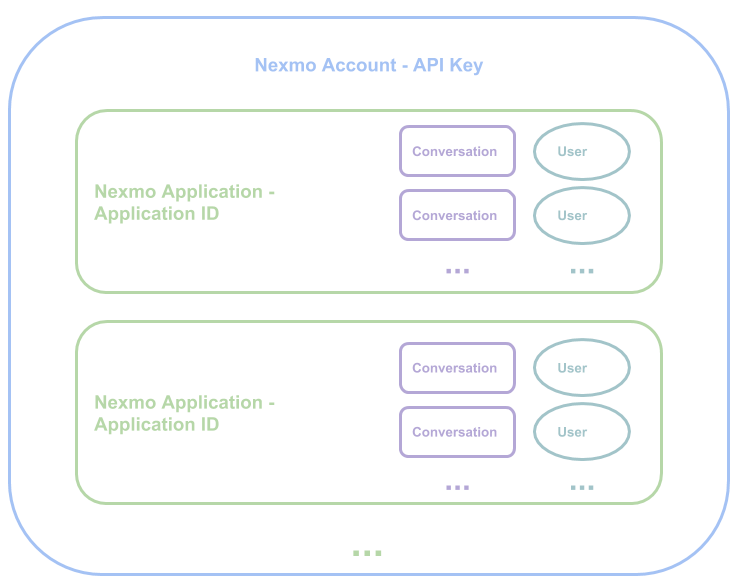 Nexmo Account - API Key
Conversation
User
Nexmo Application -
Application ID
Conversation
User
...
...
Conversation
User
Nexmo Application -
Application ID
Conversation
User
...
...
...